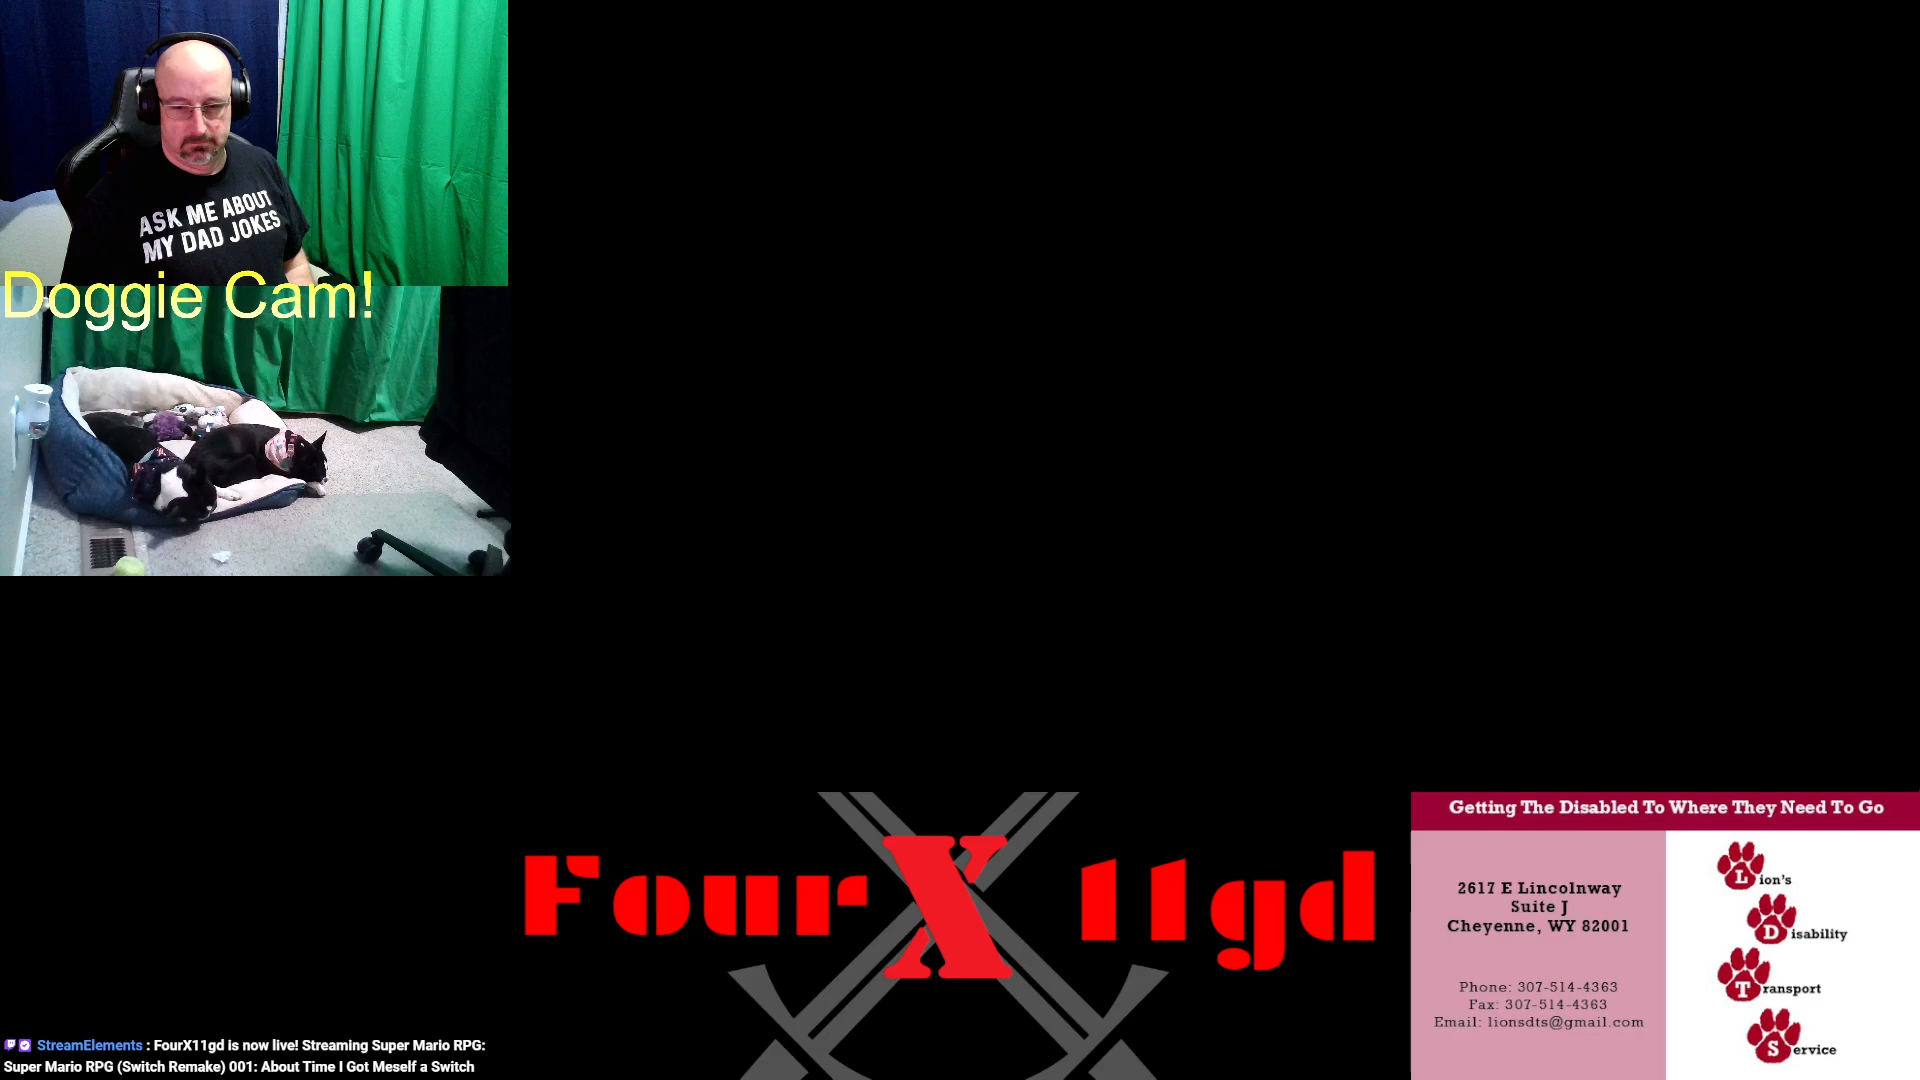 ASK ME ABOUT
MY DAD JOKES
Doggie Cam!
FourX11gd
Getting The Disabled To Where They Need To Go
2617 E Lincolnway
Suite J
Cheyenne, WY 82001
Phone: 307-514-4363
Fax: 307-514-4363
Email: lionsdts@gmail.com
Lion's
Disability
Transport
Service
StreamElements : FourX11gd is now live! Streaming Super Mario RPG:
Super Mario RPG (Switch Remake) 001: About Time I Got Meself a Switch